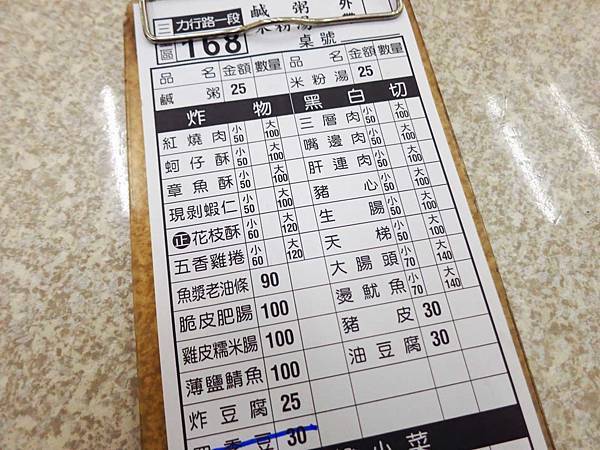 三 力行路一段 鹹粥
區 168 米粉湯 桌號
品名 金額 數量 品名 金額 數量
鹹粥 25 米粉湯 25
炸物 黑白切
紅燒肉 小50 大100 三層肉 小50 大100
蚵仔酥 小50 大100 嘴邊肉 小50 大100
章魚酥 小50 大100 肝連肉 小50 大100
現剝蝦仁 小50 大100 豬心 小50 大100
正花枝酥 小60 大120 生腸 小50 大100
五香雞捲 小60 大120 天梯 小50 大100
魚漿老油條 90 大腸頭 小70 大140
脆皮肥腸 100 燙魷魚 小70 大140
雞皮糯米腸 100 豬皮 30
薄鹽鯖魚 100 油豆腐 30
炸豆腐 25
四季豆 30 小菜